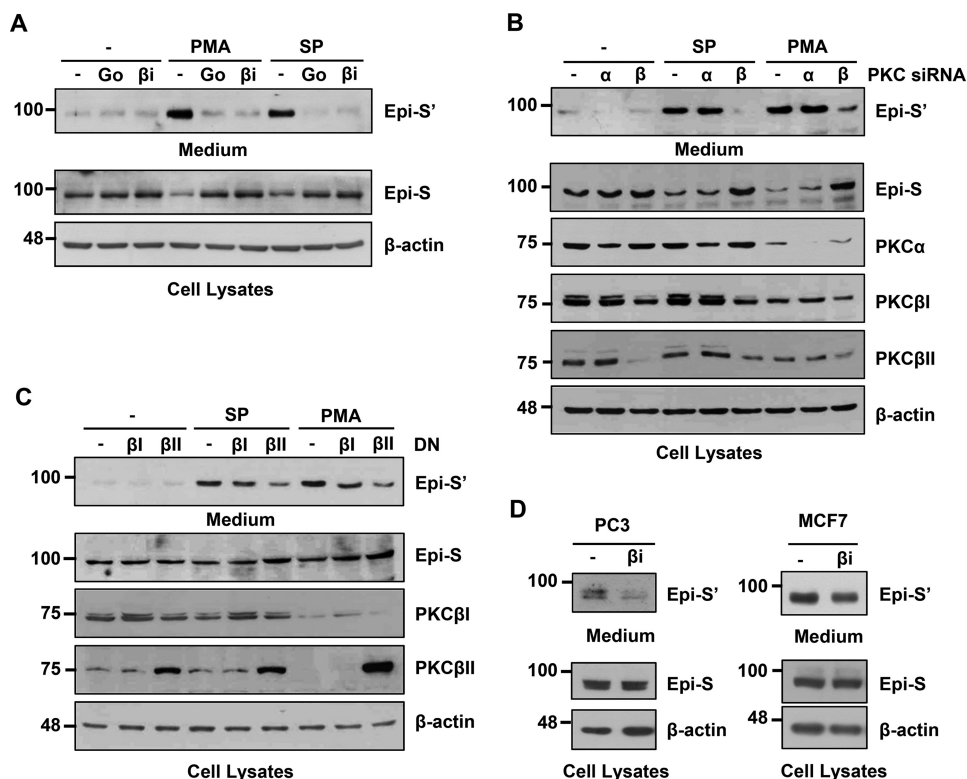 A
- PMA SP
- Go βi - Go βi - Go βi
100 Epi-S’
Medium
100 Epi-S
48 β-actin
Cell Lysates
B
- SP PMA
- α β - α β - α β PKC siRNA
100 Epi-S’
Medium
100 Epi-S
75 PKCα
75 PKCβI
75 PKCβII
48 β-actin
Cell Lysates
C
- SP PMA
- βI βII - βI βII - βI βII DN
100 Epi-S’
Medium
100 Epi-S
75 PKCβI
75 PKCβII
48 β-actin
Cell Lysates
D
PC3
- βi
100 Epi-S’
Medium
100 Epi-S
48 β-actin
Cell Lysates
MCF7
- βi
100 Epi-S’
Medium
100 Epi-S
48 β-actin
Cell Lysates